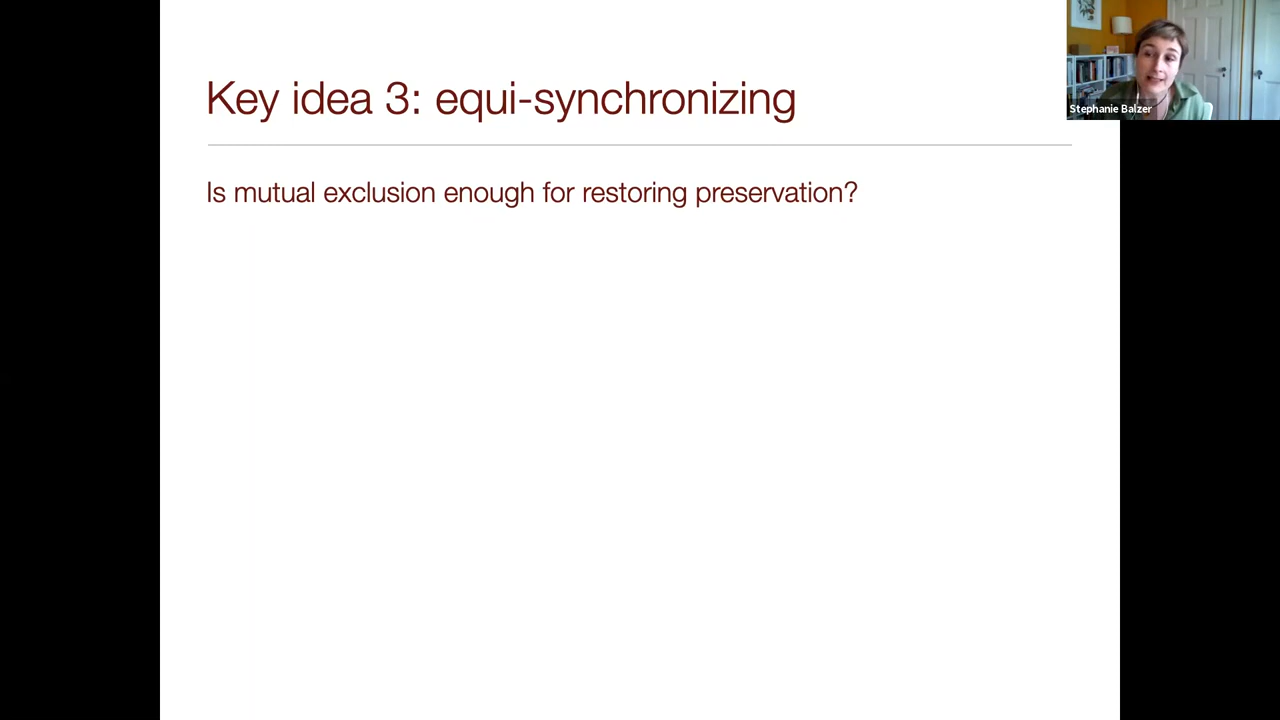 Key idea 3: equi-synchronizing
Stephanie Balzer
Is mutual exclusion enough for restoring preservation?